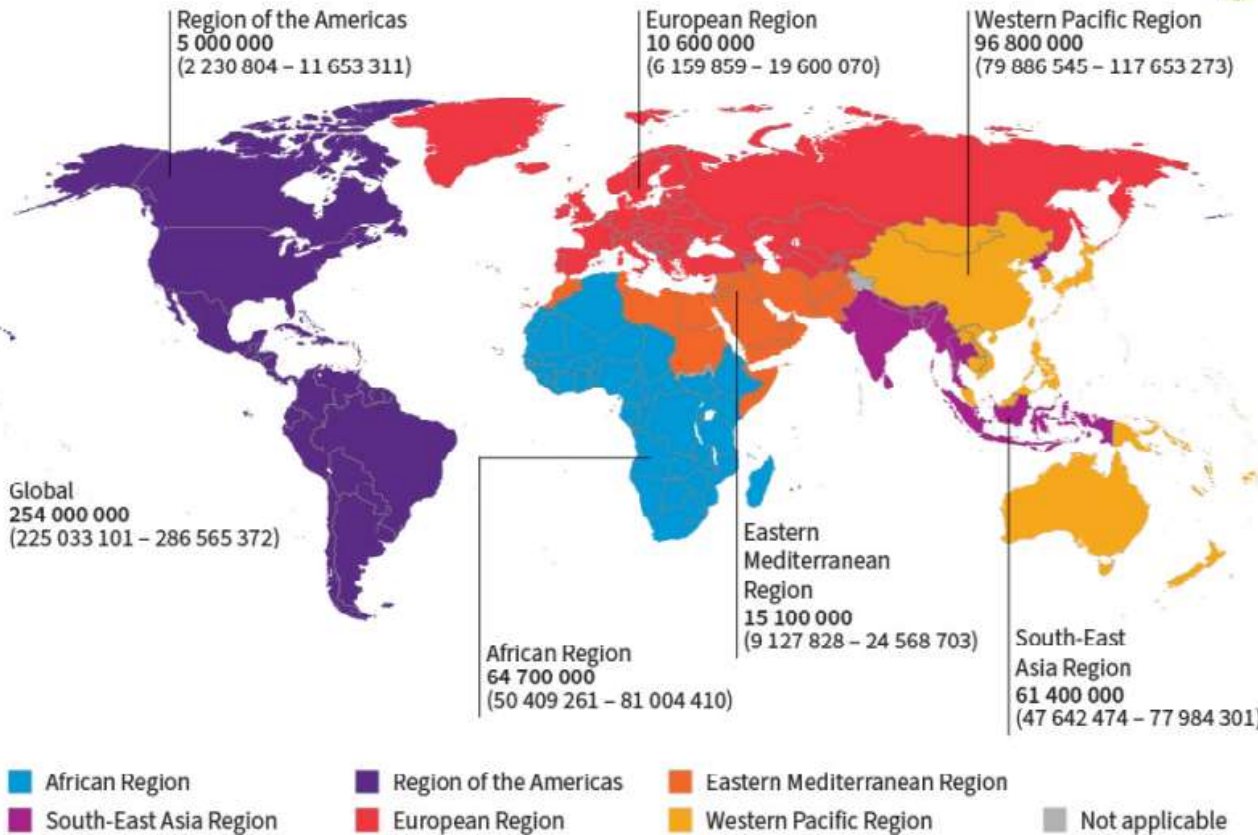 Region of the Americas
5 000 000
(2 230 804 – 11 653 311)
European Region
10 600 000
(6 159 859 – 19 600 070)
Western Pacific Region
96 800 000
(79 886 545 – 117 653 273)
Global
254 000 000
(225 033 101 – 286 565 372)
African Region
64 700 000
(50 409 261 – 81 004 410)
Eastern
Mediterranean
Region
15 100 000
(9 127 828 – 24 568 703)
South-East
Asia Region
61 400 000
(47 642 474 – 77 984 301)
African Region
Region of the Americas
Eastern Mediterranean Region
South-East Asia Region
European Region
Western Pacific Region
Not applicable